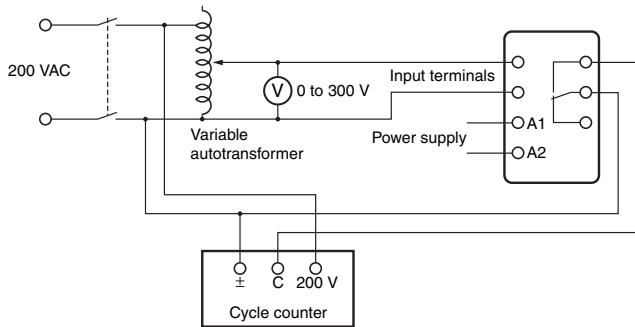 200 VAC
V
0 to 300 V
Variable
autotransformer
Input terminals
Power supply
A1
A2
± C 200 V
Cycle counter